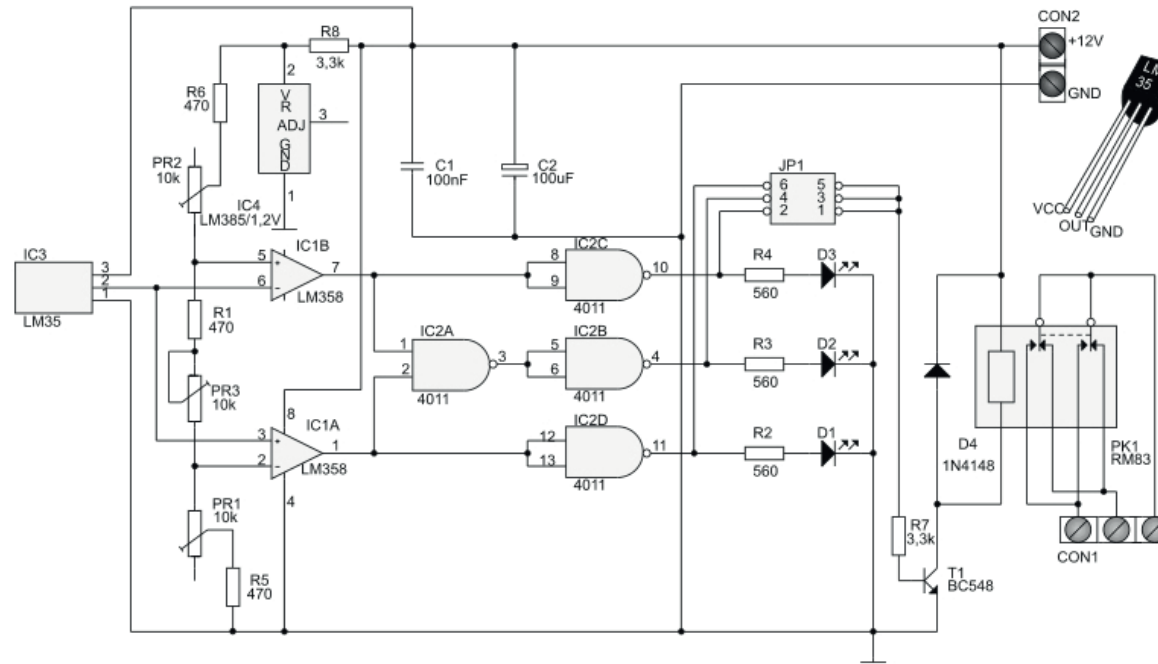 CON2
+12V
GND
R8
3,3k
2
V
R
ADJ
3
G
N
D
1
R6
470
IC4
LM385/1,2V
PR2
10k
C1
100nF
C2
100uF
JP1
6
5
4
3
2
1
LM
35
VCC
OUT
GND
IC3
LM35
3
2
1
IC1B
5
+
6
-
7
LM358
R1
470
PR3
10k
IC2C
8
9
10
4011
R4
560
D3
IC2A
1
2
3
4011
IC2B
5
6
4
4011
R3
560
D2
8
IC1A
3
+
2
-
1
LM358
4
IC2D
12
13
11
4011
R2
560
D1
PR1
10k
R5
470
R7
3,3k
T1
BC548
D4
1N4148
PK1
RM83
CON1